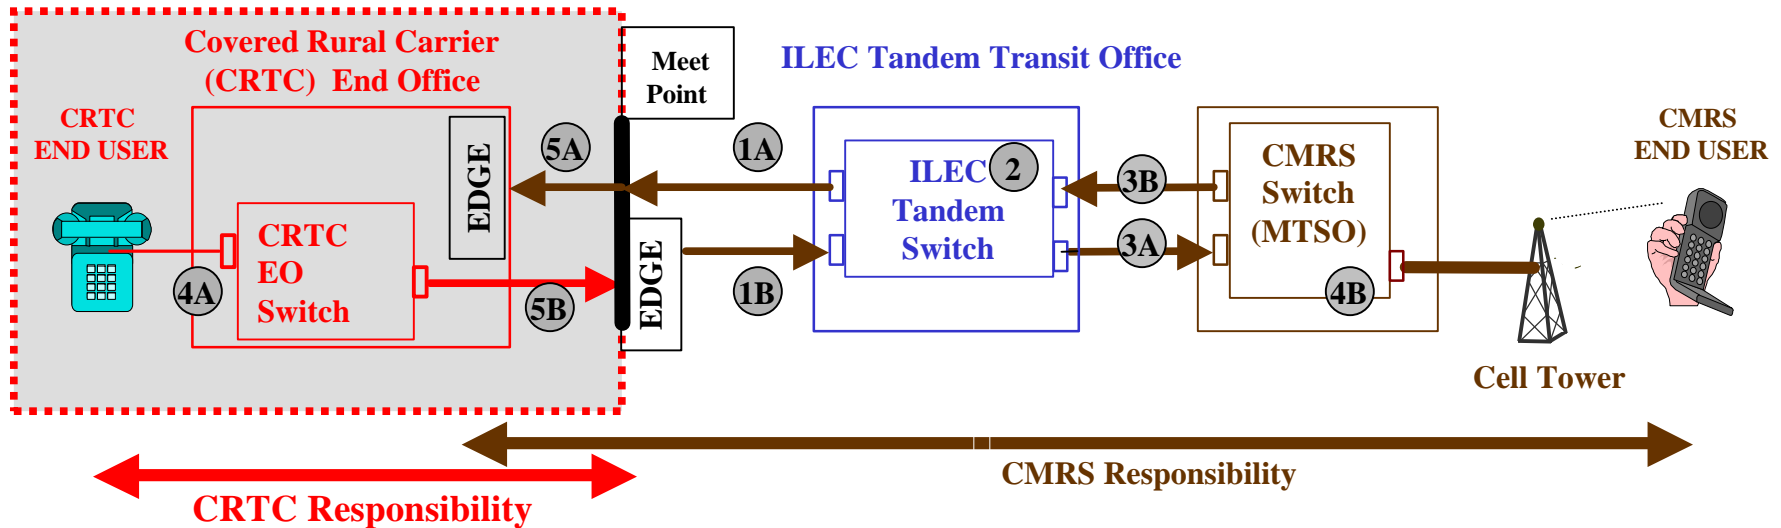 Covered Rural Carrier
(CRTC) End Office
Meet
Point
ILEC Tandem Transit Office
CRTC
END USER
CMRS
END USER
EDGE
5A
1A
ILEC
Tandem
Switch
2
3B
CMRS
Switch
(MTSO)
CRTC
EO
Switch
4A
5B
EDGE
1B
3A
4B
Cell Tower
CMRS Responsibility
CRTC Responsibility